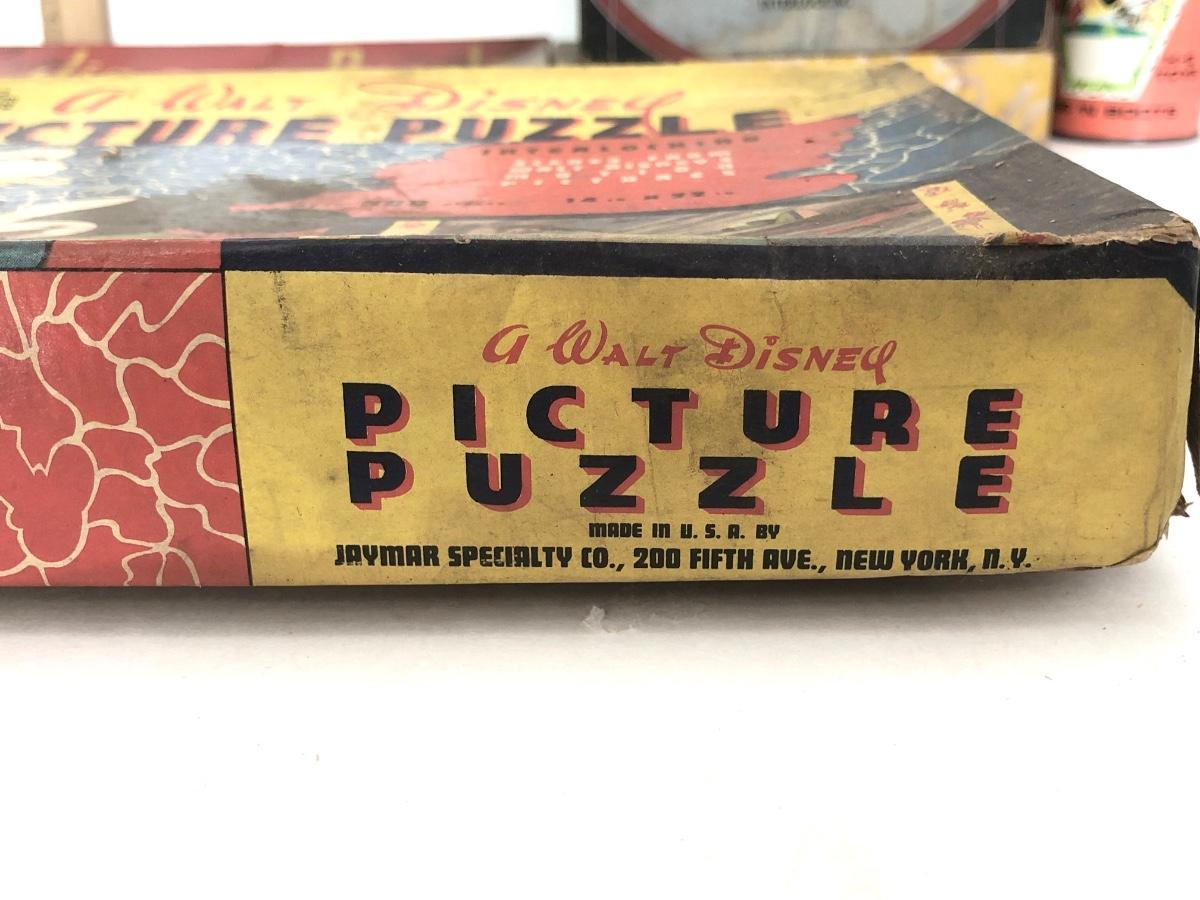 A Walt Disney
PICTURE PUZZLE
INTERLOCKING
A Walt Disney
PICTURE
PUZZLE
MADE IN U. S. A. BY
JAYMAR SPECIALTY CO., 200 FIFTH AVE., NEW YORK, N. Y.